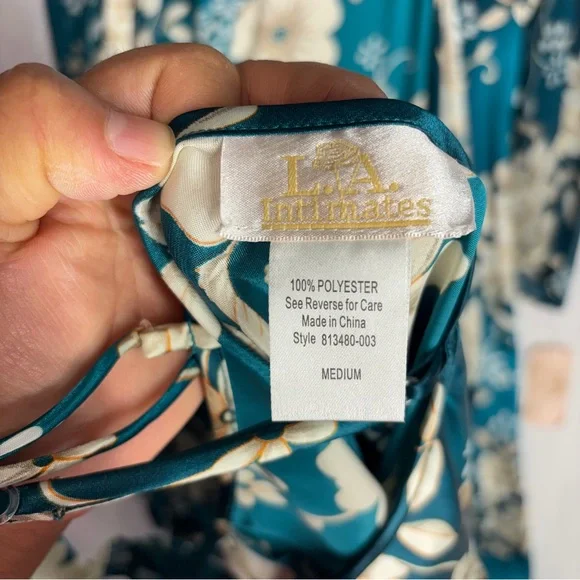 L.A.
Intimates
100% POLYESTER
See Reverse for Care
Made in China
Style 813480-003
MEDIUM